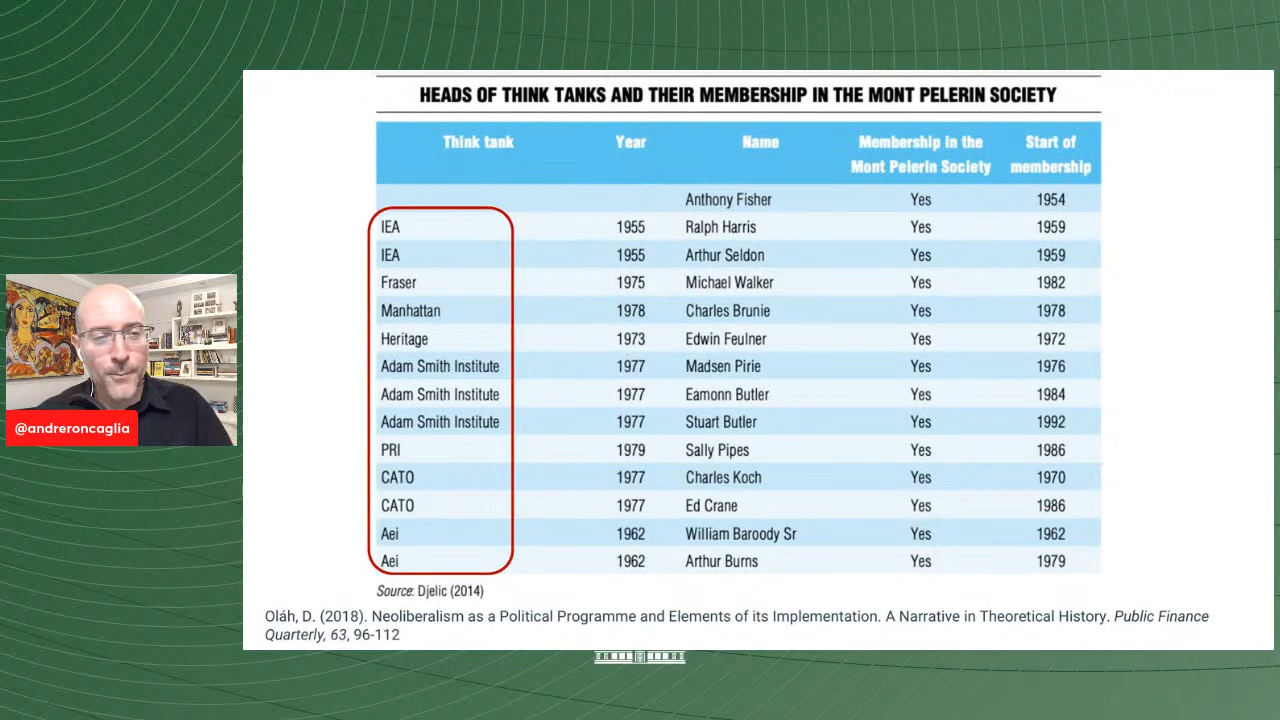 HEADS OF THINK TANKS AND THEIR MEMBERSHIP IN THE MONT PELERIN SOCIETY
Think tank Year Name Membership in the Mont Pelerin Society Start of membership
Anthony Fisher Yes 1954
IEA 1955 Ralph Harris Yes 1959
IEA 1955 Arthur Seldon Yes 1959
Fraser 1975 Michael Walker Yes 1982
Manhattan 1978 Charles Brunie Yes 1978
Heritage 1973 Edwin Feulner Yes 1972
Adam Smith Institute 1977 Madsen Pirie Yes 1976
Adam Smith Institute 1977 Eamonn Butler Yes 1984
Adam Smith Institute 1977 Stuart Butler Yes 1992
PRI 1979 Sally Pipes Yes 1986
CATO 1977 Charles Koch Yes 1970
CATO 1977 Ed Crane Yes 1986
Aei 1962 William Baroody Sr Yes 1962
Aei 1962 Arthur Burns Yes 1979
Source: Djelic (2014)
Oláh, D. (2018). Neoliberalism as a Political Programme and Elements of its Implementation. A Narrative in Theoretical History. Public Finance
Quarterly, 63, 96-112
@andreroncaglia